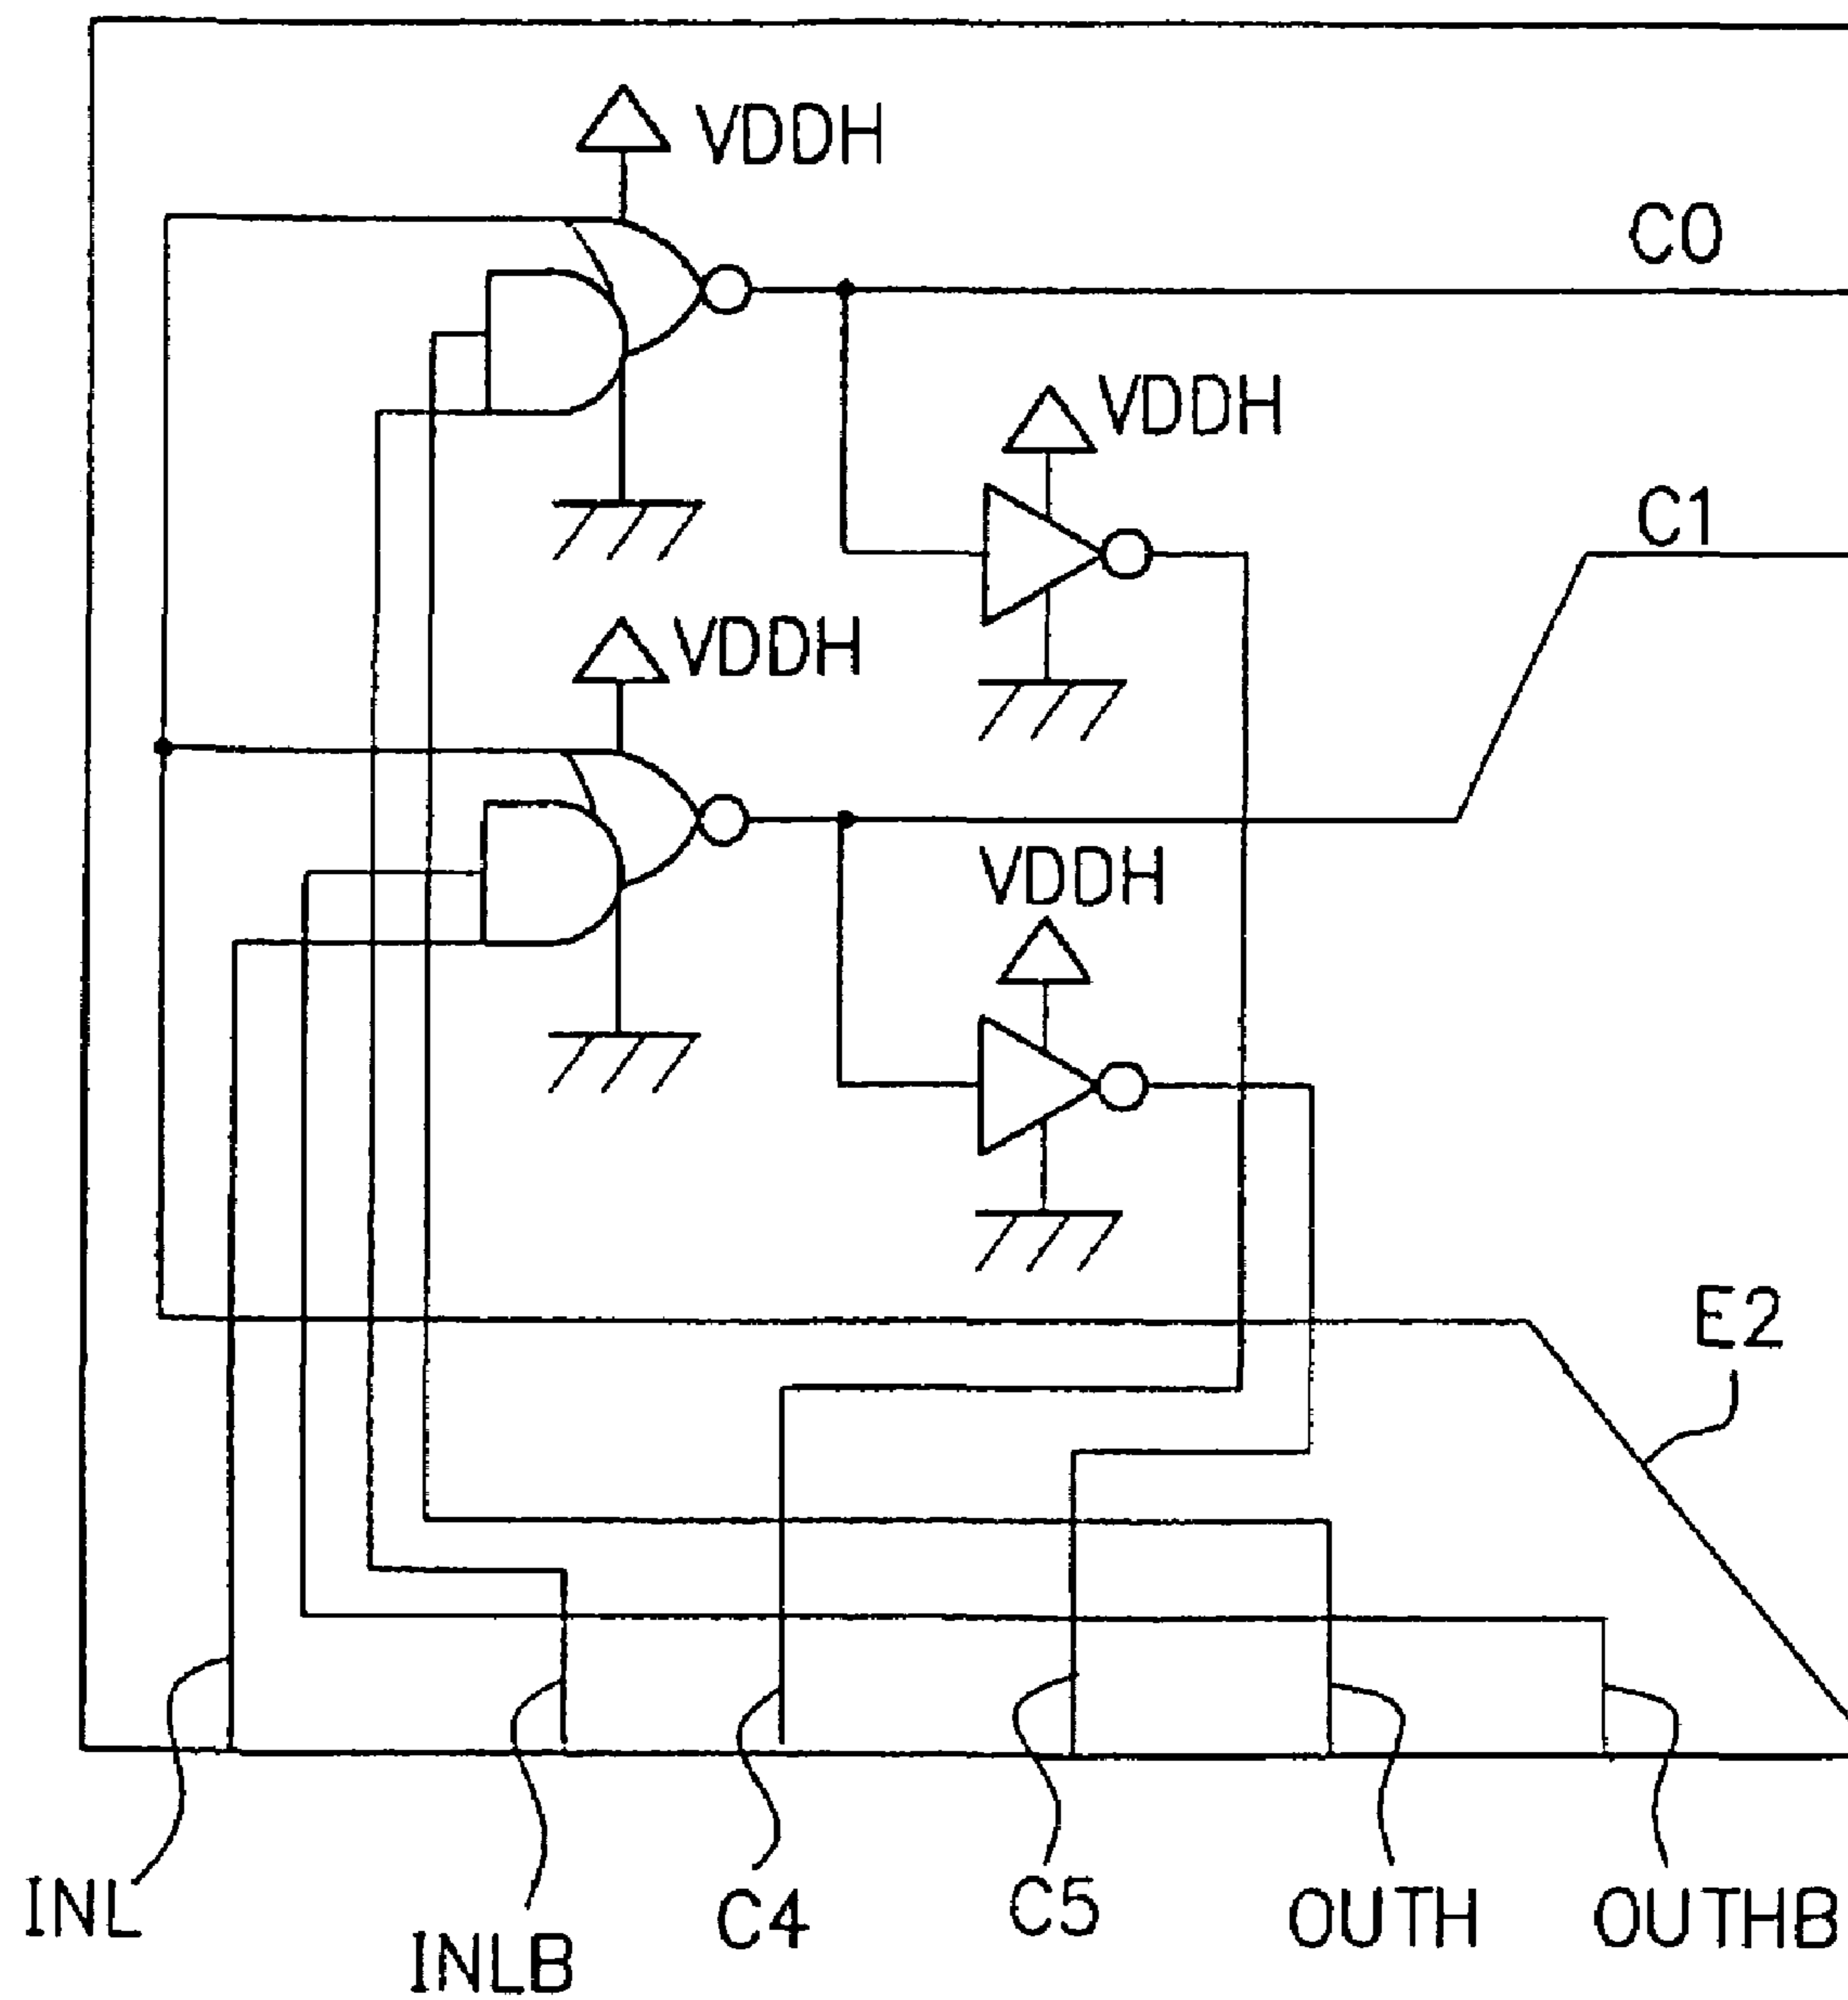 VDDH
C0
VDDH
C1
VDDH
VDDH
E2
INL
INLB
C4
C5
OUTH
OUTHB